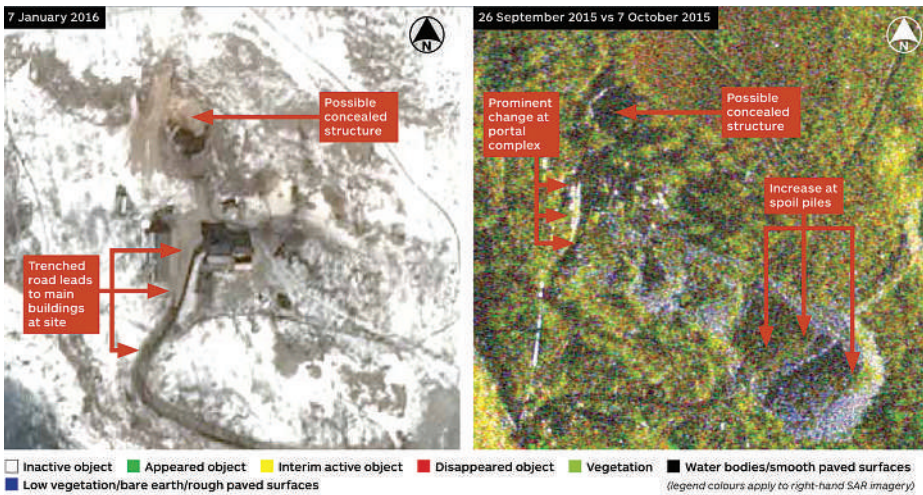 7 January 2016
N
Possible
concealed
structure
Trenched
road leads
to main
buildings
at site
26 September 2015 vs 7 October 2015
N
Prominent
change at
portal
complex
Possible
concealed
structure
Increase at
spoil piles
Inactive object
Appeared object
Interim active object
Disappeared object
Vegetation
Water bodies/smooth paved surfaces
Low vegetation/bare earth/rough paved surfaces
(legend colours apply to right-hand SAR imagery)